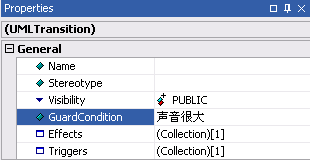 Properties
(UMLTransition)
General
Name
Stereotype
Visibility PUBLIC
GuardCondition 声音很大
Effects (Collection)[1]
Triggers (Collection)[1]